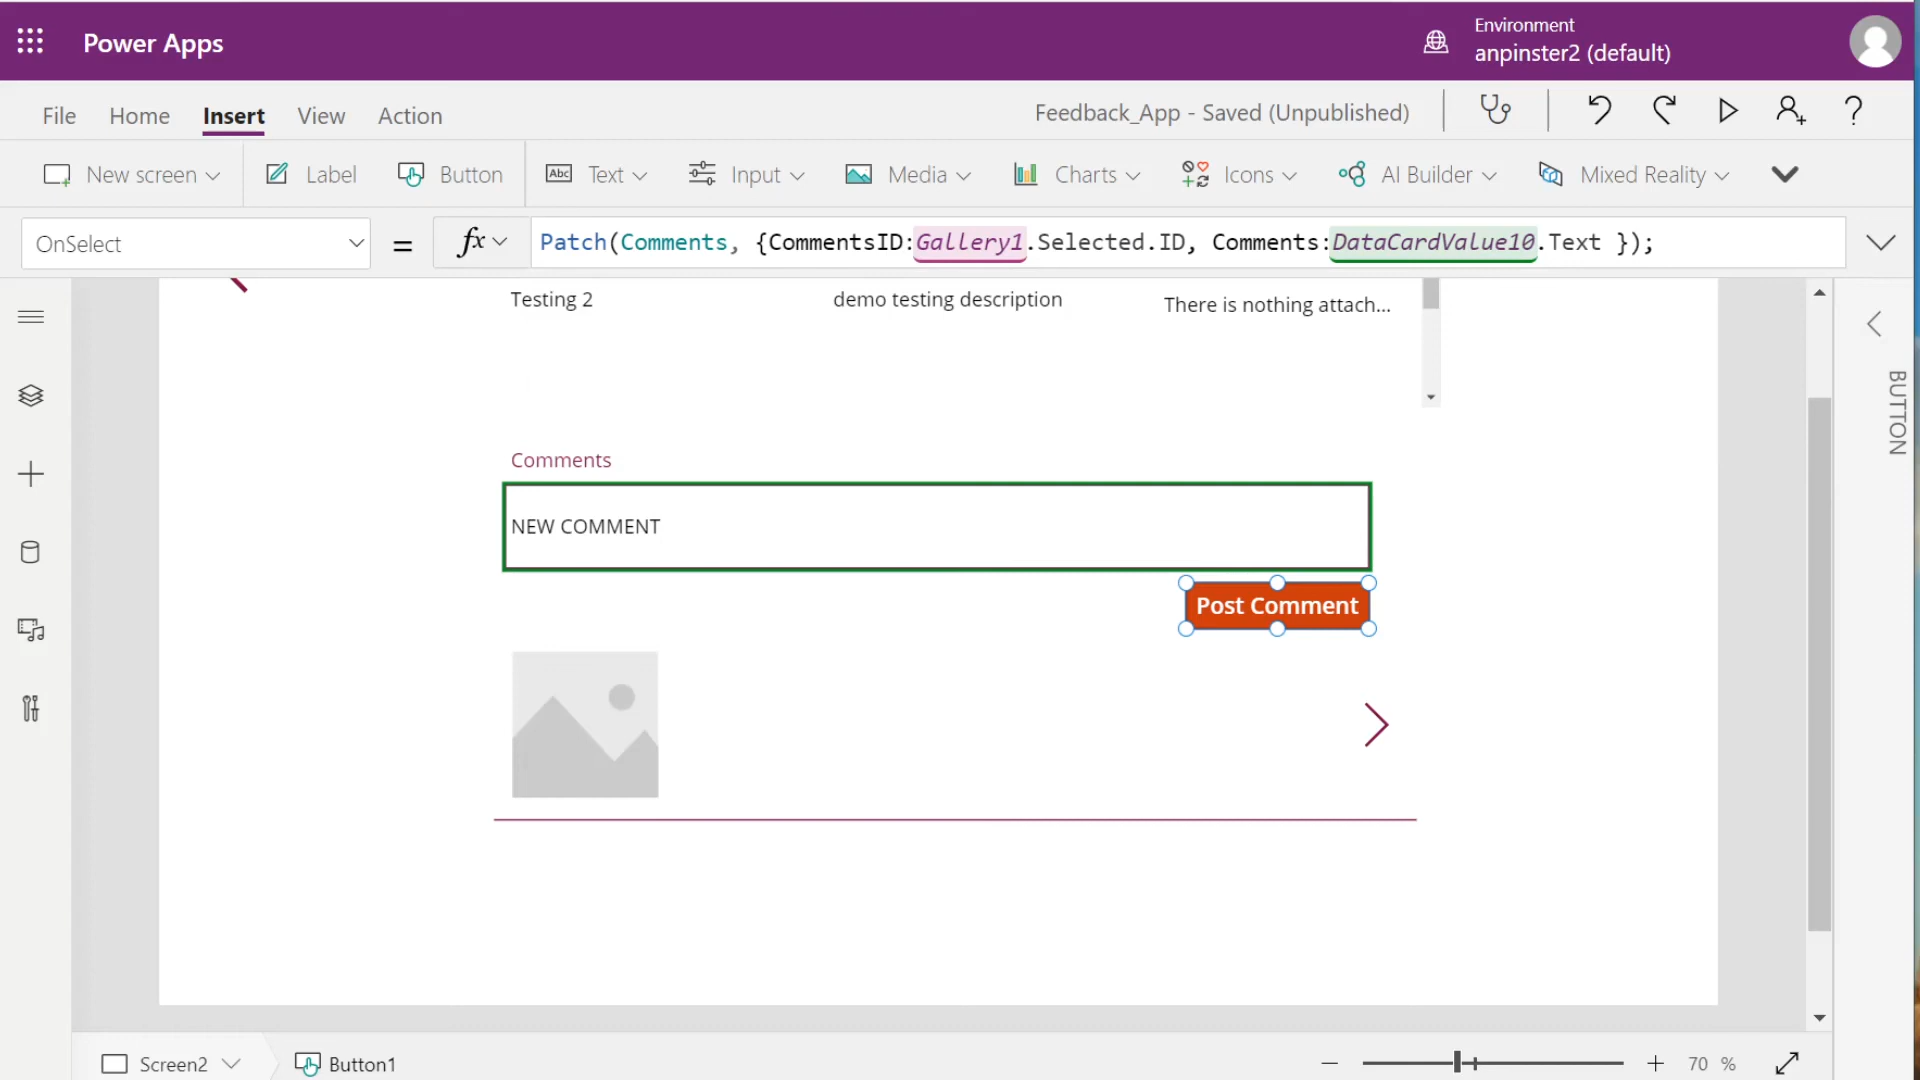 Power Apps
Environment
anpinster2 (default)
File Home Insert View Action
Feedback_App - Saved (Unpublished)
New screen Label Button Text Input Media Charts Icons AI Builder Mixed Reality
OnSelect = fx Patch(Comments, {CommentsID:Gallery1.Selected.ID, Comments:DataCardValue10.Text });
Testing 2 demo testing description There is nothing attach...
BUTTON
Comments
NEW COMMENT
Post Comment
Screen2 Button1 70 %